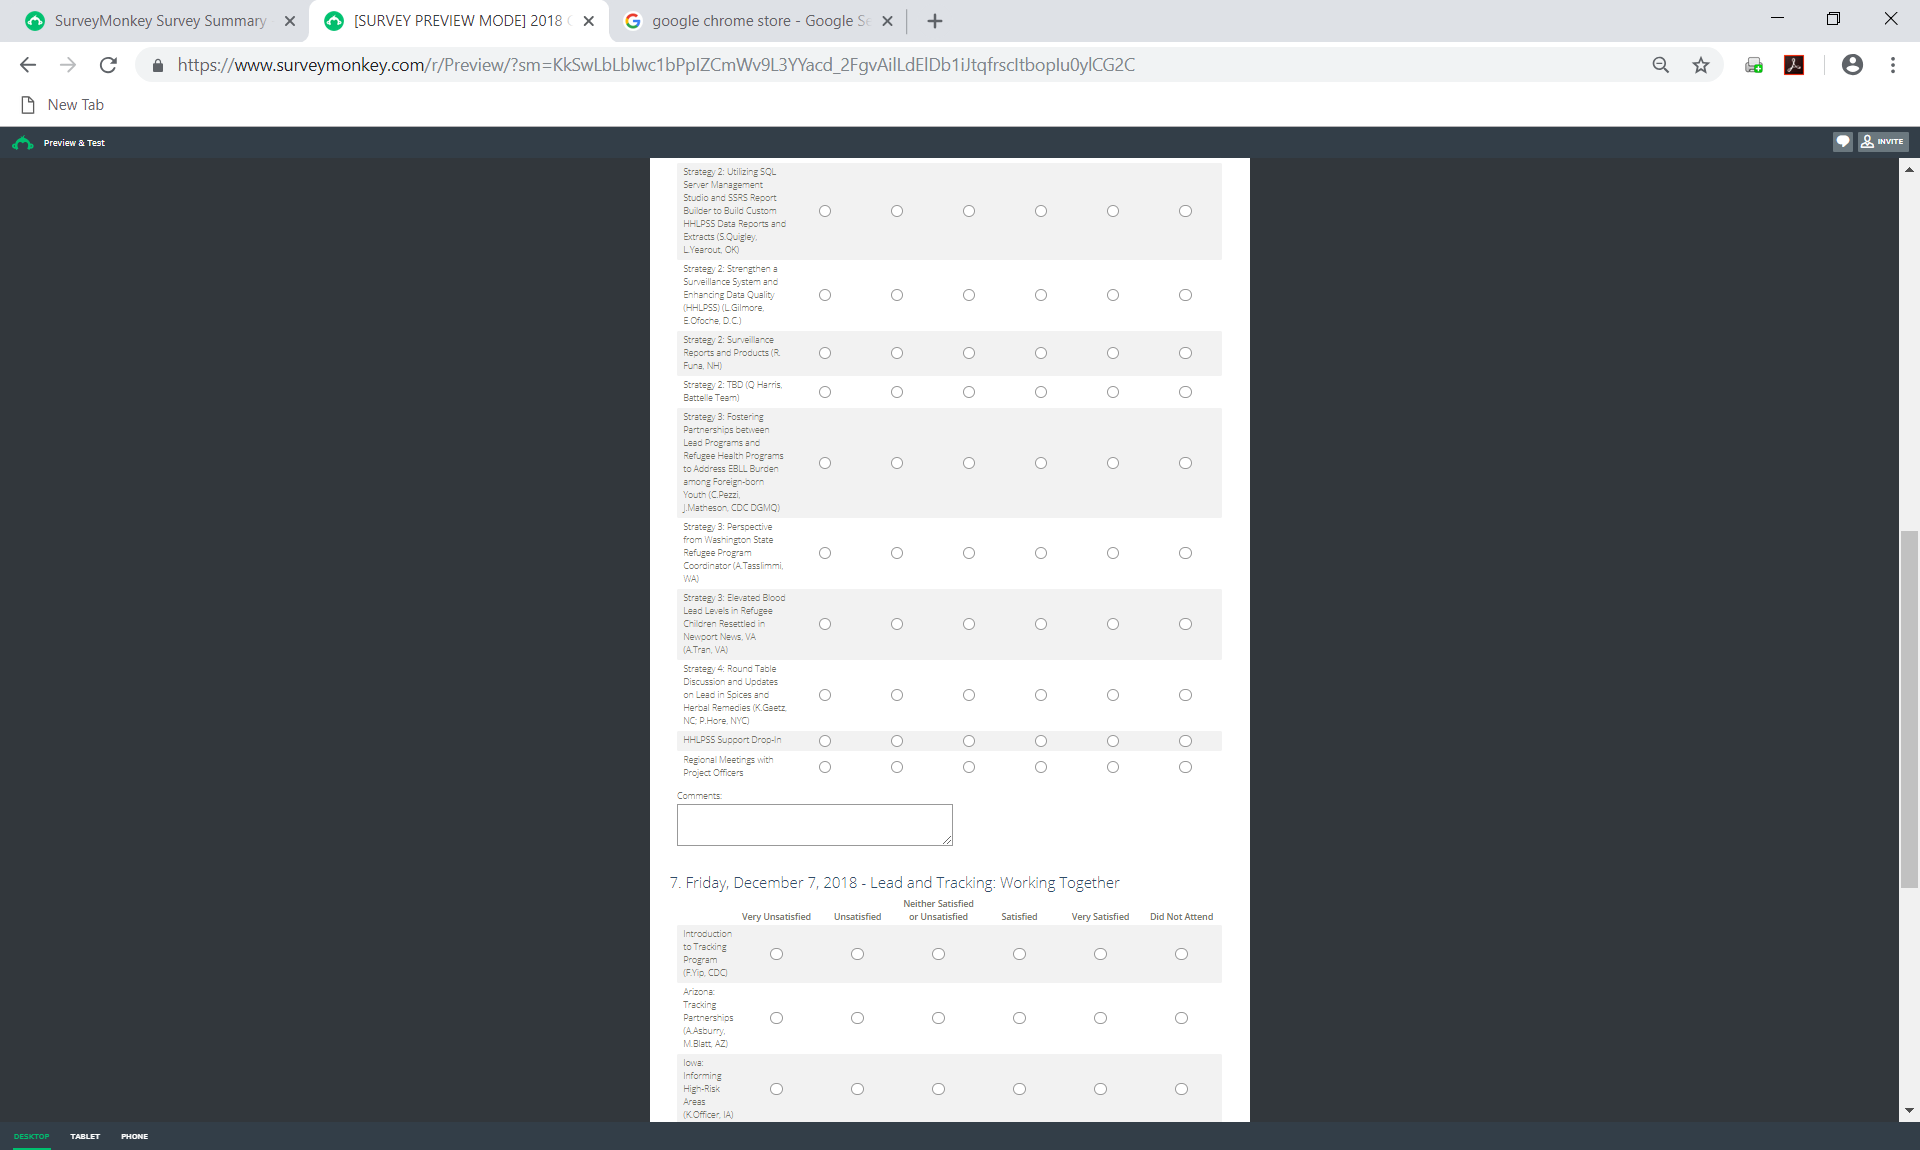 SurveyMonkey Survey Summary
[SURVEY PREVIEW MODE] 2018
google chrome store - Google Se
https://www.surveymonkey.com/r/Preview/?sm=KkSwLbLbIwc1bPpIZCmWv9L3YYacd_2FgvAilLdElDb1iJtqfrscItbopIu0ylCG2C
New Tab
Preview & Test
INVITE
Strategy 2: Utilizing SQL
Server Management
Studio and SSRS Report
Builder to Build Custom
HHLPSS Data Reports and
Extracts (S.Quigley,
L.Yearout, OK)
Strategy 2: Strengthen a
Surveillance System and
Enhancing Data Quality
(HHLPSS) (L.Gilmore,
E.Ofoche, D.C.)
Strategy 2: Surveillance
Reports and Products (R.
Funa, NH)
Strategy 2: TBD (Q Harris,
Battelle Team)
Strategy 3: Fostering
Partnerships between
Lead Programs and
Refugee Health Programs
to Address EBLL Burden
among Foreign-born
Youth (C.Pezzi,
J.Matheson, CDC DGMQ)
Strategy 3: Perspective
from Washington State
Refugee Program
Coordinator (A.Tasslimmi,
WA)
Strategy 3: Elevated Blood
Lead Levels in Refugee
Children Resettled in
Newport News, VA
(A.Tran, VA)
Strategy 4: Round Table
Discussion and Updates
on Lead in Spices and
Herbal Remedies (K.Gaetz,
NC; P.Hore, NYC)
HHLPSS Support Drop-In
Regional Meetings with
Project Officers
Comments:
7. Friday, December 7, 2018 - Lead and Tracking: Working Together
Very Unsatisfied Unsatisfied Neither Satisfied or Unsatisfied Satisfied Very Satisfied Did Not Attend
Introduction
to Tracking
Program
(F.Yip, CDC)
Arizona:
Tracking
Partnerships
(A.Asburry,
M.Blatt, AZ)
Iowa:
Informing
High-Risk
Areas
(K.Officer, IA)
DESKTOP TABLET PHONE